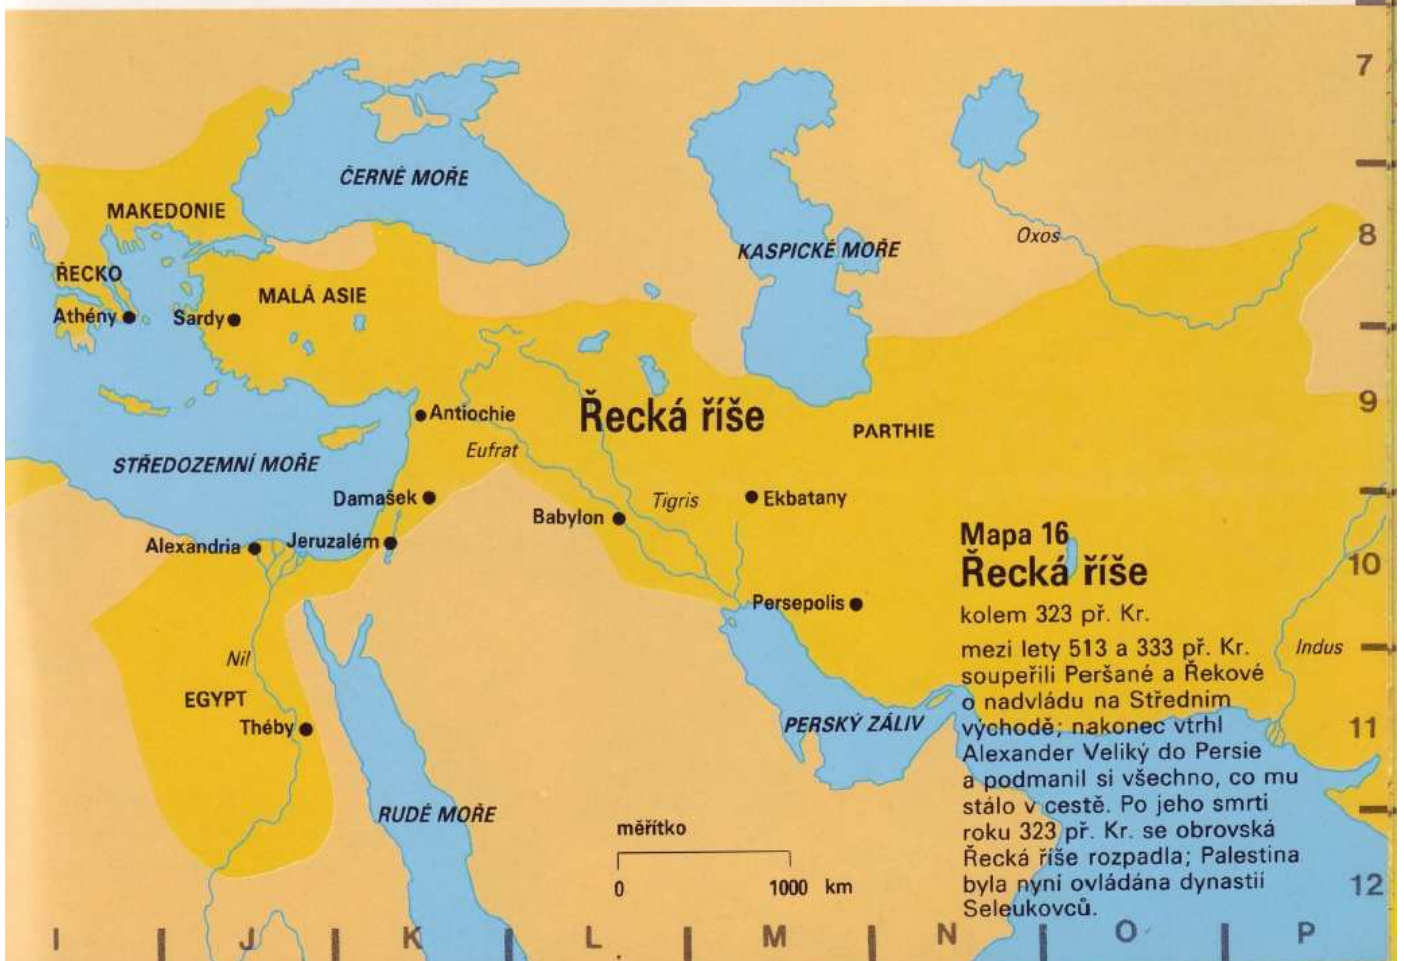 7
ČERNÉ MOŘE
MAKEDONIE
8
Oxos
KASPICKÉ MOŘE
ŘECKO
MALÁ ASIE
Athény
Sardy
9
Antiochie
Řecká říše
PARTHIE
Eufrat
STŘEDOZEMNÍ MOŘE
Damašek
Tigris
Ekbatany
Babylon
Alexandria
Jeruzalém
10
Persepolis
Nil
Indus
EGYPT
Théby
PERSKÝ ZÁLIV
11
RUDÉ MOŘE
Mapa 16
Řecká říše
kolem 323 př. Kr.
mezi lety 513 a 333 př. Kr.
soupeřili Peršané a Řekové
o nadvládu na Středním
východě; nakonec vtrhl
Alexander Veliký do Persie
a podmanil si všechno, co mu
stálo v cestě. Po jeho smrti
roku 323 př. Kr. se obrovská
Řecká říše rozpadla; Palestina
byla nyní ovládána dynastií
Seleukovců.
měřítko
0 1000 km
12
I J K L M N O P